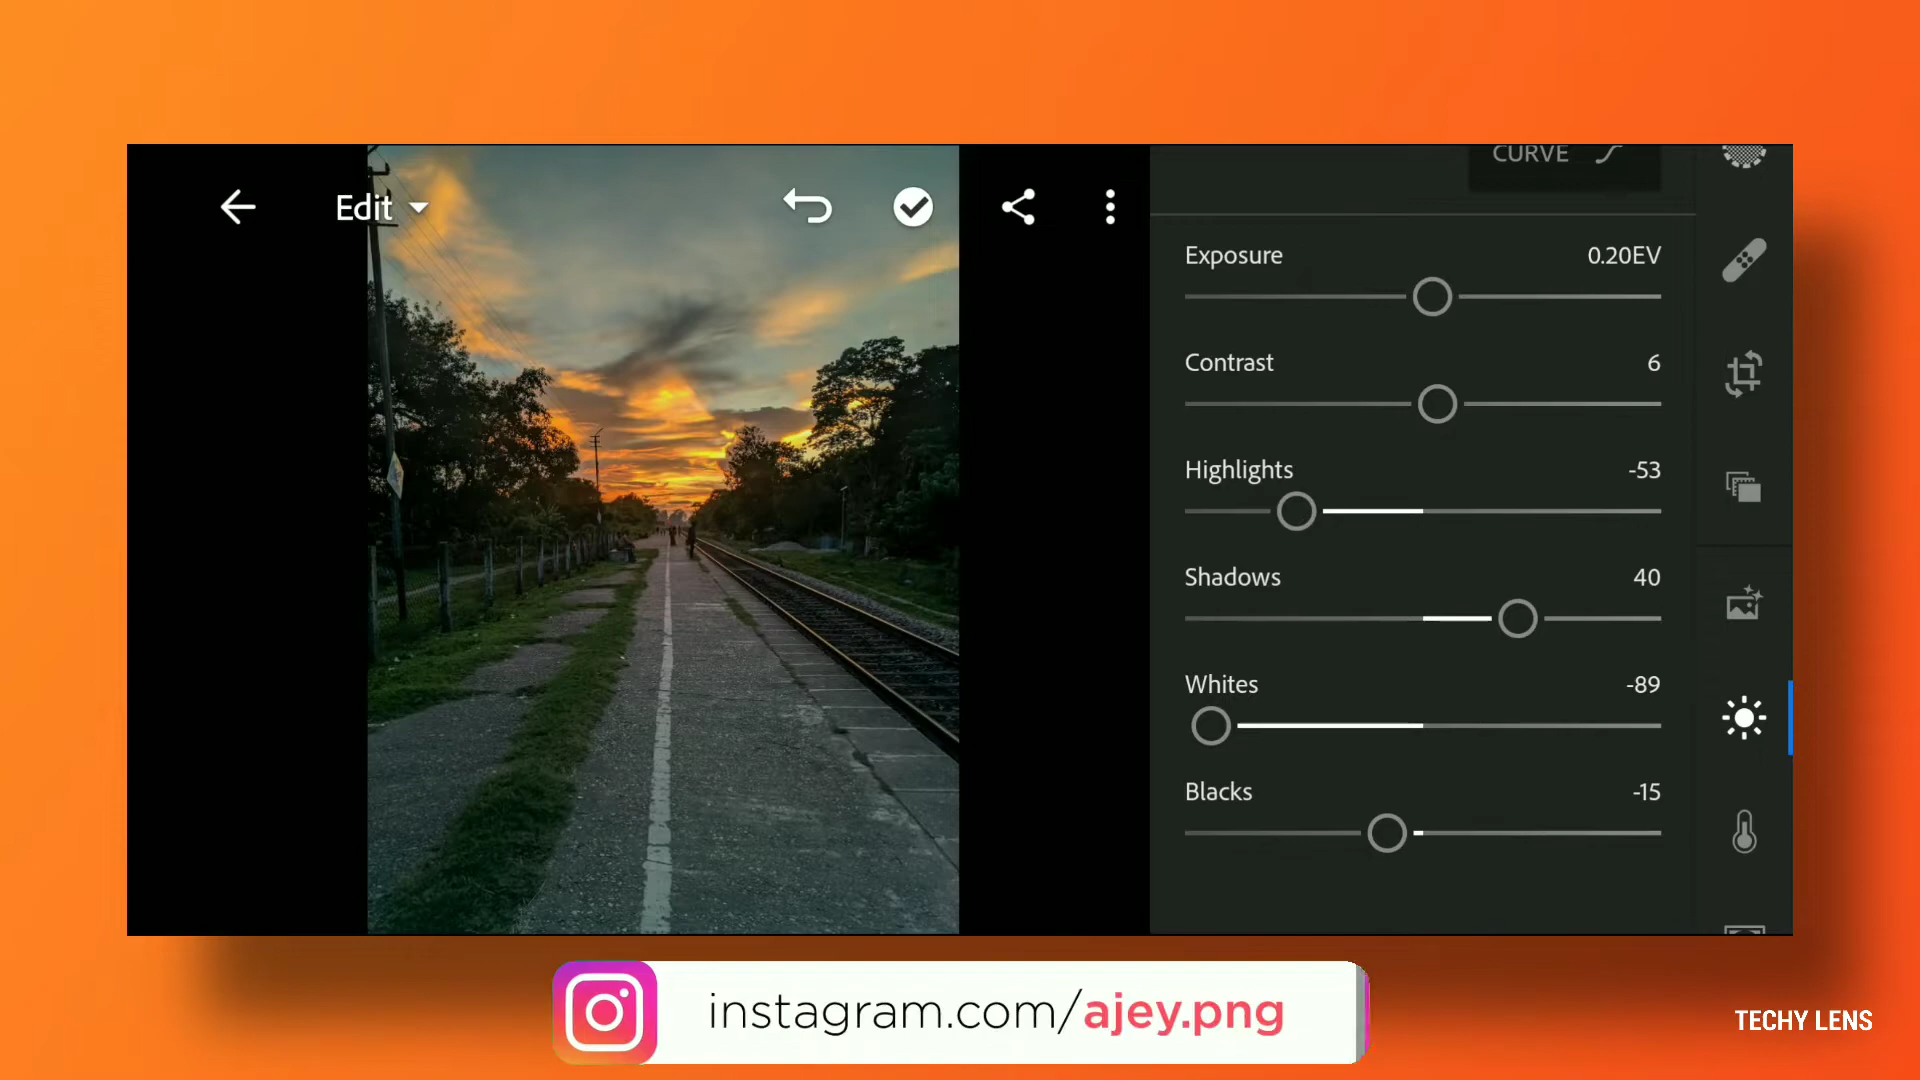 Edit
CURVE
Exposure 0.20EV
Contrast 6
Highlights -53
Shadows 40
Whites -89
Blacks -15
instagram.com/ajey.png
TECHY LENS